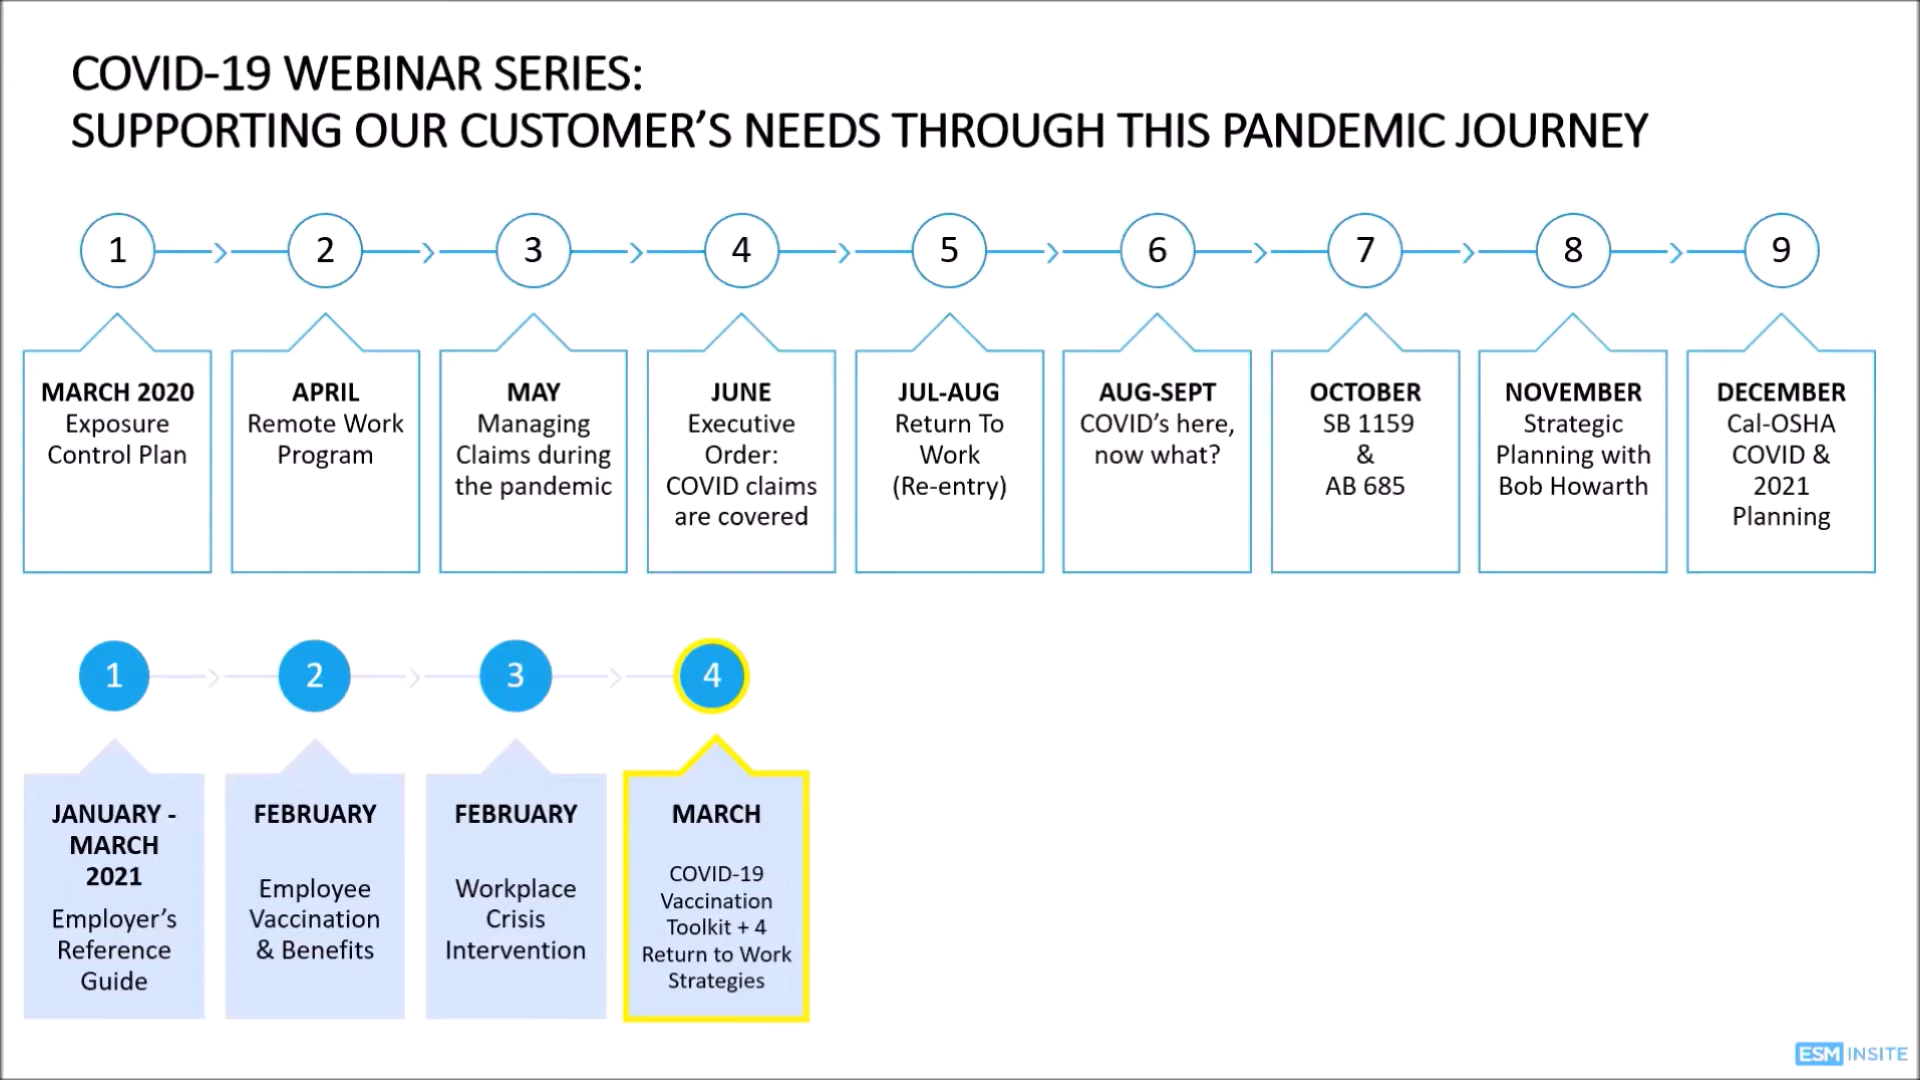 COVID-19 WEBINAR SERIES:
SUPPORTING OUR CUSTOMER’S NEEDS THROUGH THIS PANDEMIC JOURNEY
1
2
3
4
5
6
7
8
9
MARCH 2020
Exposure
Control Plan
APRIL
Remote Work
Program
MAY
Managing
Claims during
the pandemic
JUNE
Executive
Order:
COVID claims
are covered
JUL-AUG
Return To
Work
(Re-entry)
AUG-SEPT
COVID’s here,
now what?
OCTOBER
SB 1159
&
AB 685
NOVEMBER
Strategic
Planning with
Bob Howarth
DECEMBER
Cal-OSHA
COVID &
2021
Planning
1
2
3
4
JANUARY -
MARCH
2021
Employer’s
Reference
Guide
FEBRUARY
Employee
Vaccination
& Benefits
FEBRUARY
Workplace
Crisis
Intervention
MARCH
COVID-19
Vaccination
Toolkit + 4
Return to Work
Strategies
ESM INSITE